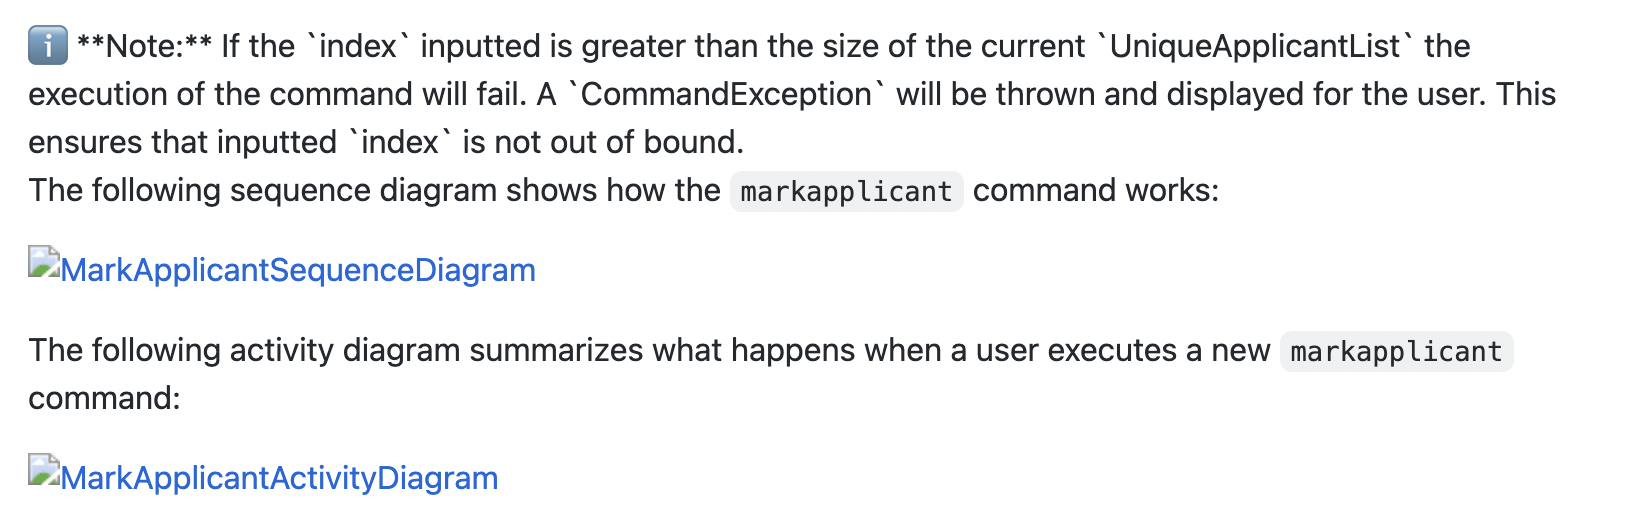 ℹ️ **Note:** If the `index` inputted is greater than the size of the current `UniqueApplicantList` the
execution of the command will fail. A `CommandException` will be thrown and displayed for the user. This
ensures that inputted `index` is not out of bound.
The following sequence diagram shows how the markapplicant command works:
MarkApplicantSequenceDiagram
The following activity diagram summarizes what happens when a user executes a new markapplicant
command:
MarkApplicantActivityDiagram